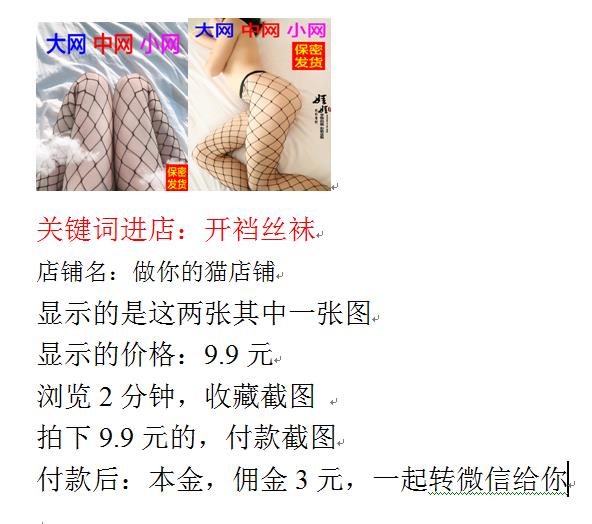 大网 中网 小网
保密
发货
大网 中网 小网
保密
发货
关键词进店：开裆丝袜
店铺名：做你的猫店铺
显示的是这两张其中一张图
显示的价格：9.9 元
浏览 2 分钟，收藏截图
拍下 9.9 元的，付款截图
付款后：本金，佣金 3 元，一起转微信给你